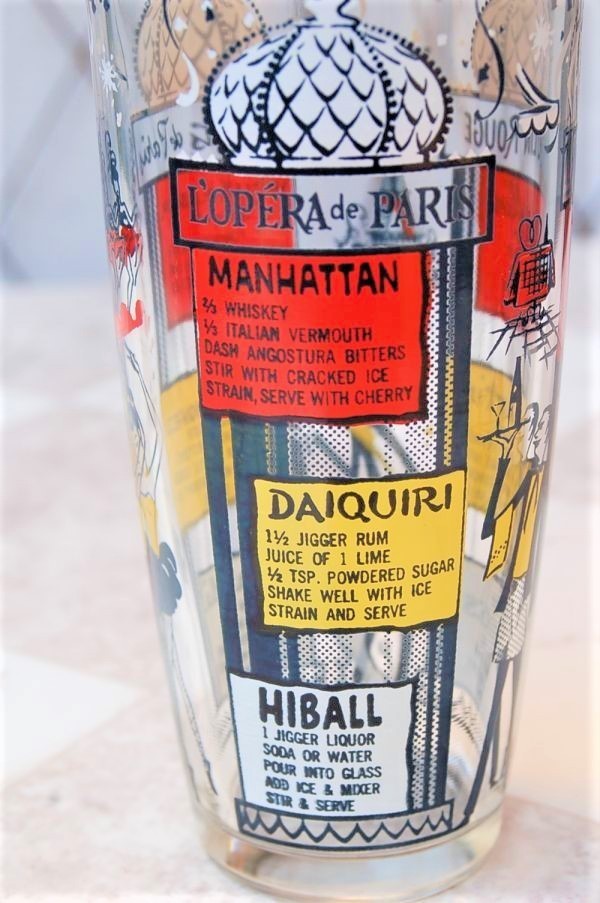 L'OPÉRA de PARIS
MANHATTAN
⅔ WHISKEY
⅓ ITALIAN VERMOUTH
DASH ANGOSTURA BITTERS
STIR WITH CRACKED ICE
STRAIN, SERVE WITH CHERRY
DAIQUIRI
1½ JIGGER RUM
JUICE OF 1 LIME
½ TSP. POWDERED SUGAR
SHAKE WELL WITH ICE
STRAIN AND SERVE
HIBALL
1 JIGGER LIQUOR
SODA OR WATER
POUR INTO GLASS
ADD ICE & MIXER
STIR & SERVE
ROUGE
de Paris